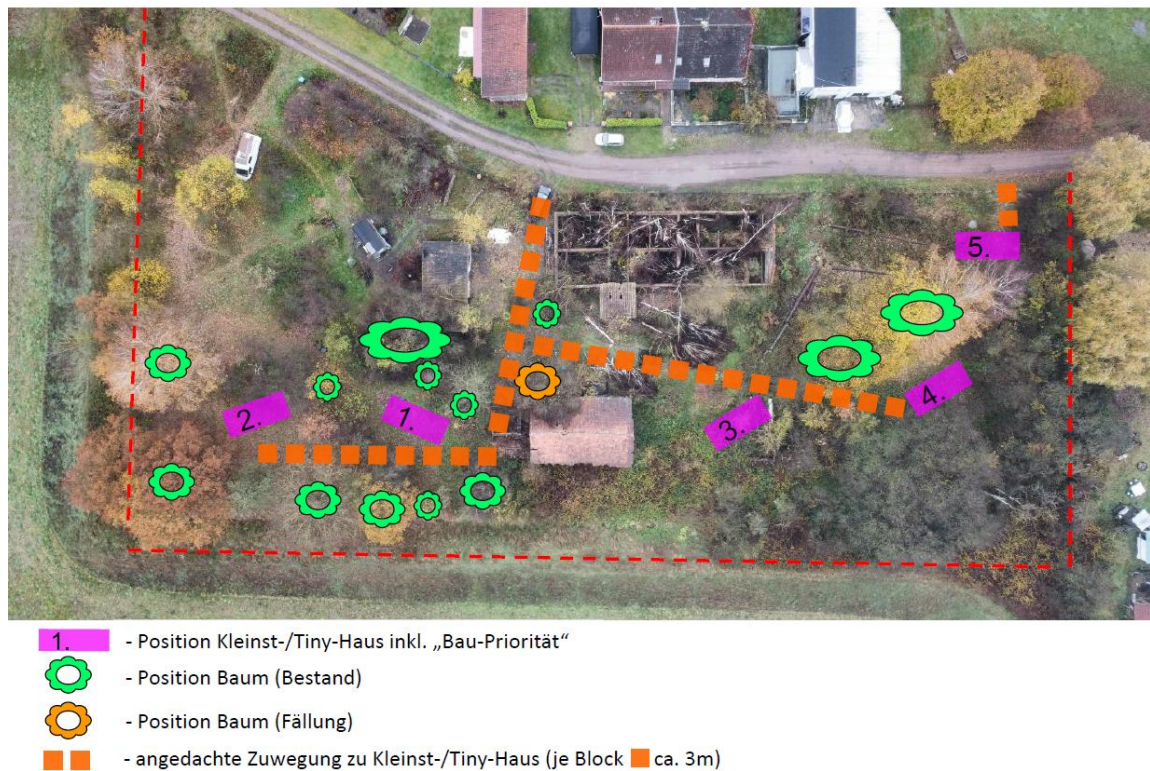 5.
4.
2.
1.
3.
1. - Position Kleinst-/Tiny-Haus inkl. „Bau-Priorität“
- Position Baum (Bestand)
- Position Baum (Fällung)
- angedachte Zuwegung zu Kleinst-/Tiny-Haus (je Block ca. 3m)